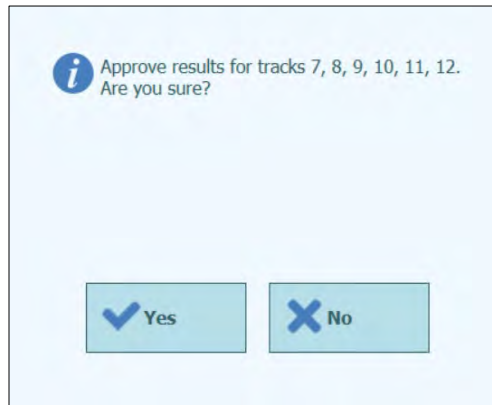 Approve results for tracks 7, 8, 9, 10, 11, 12.
Are you sure?
Yes
No